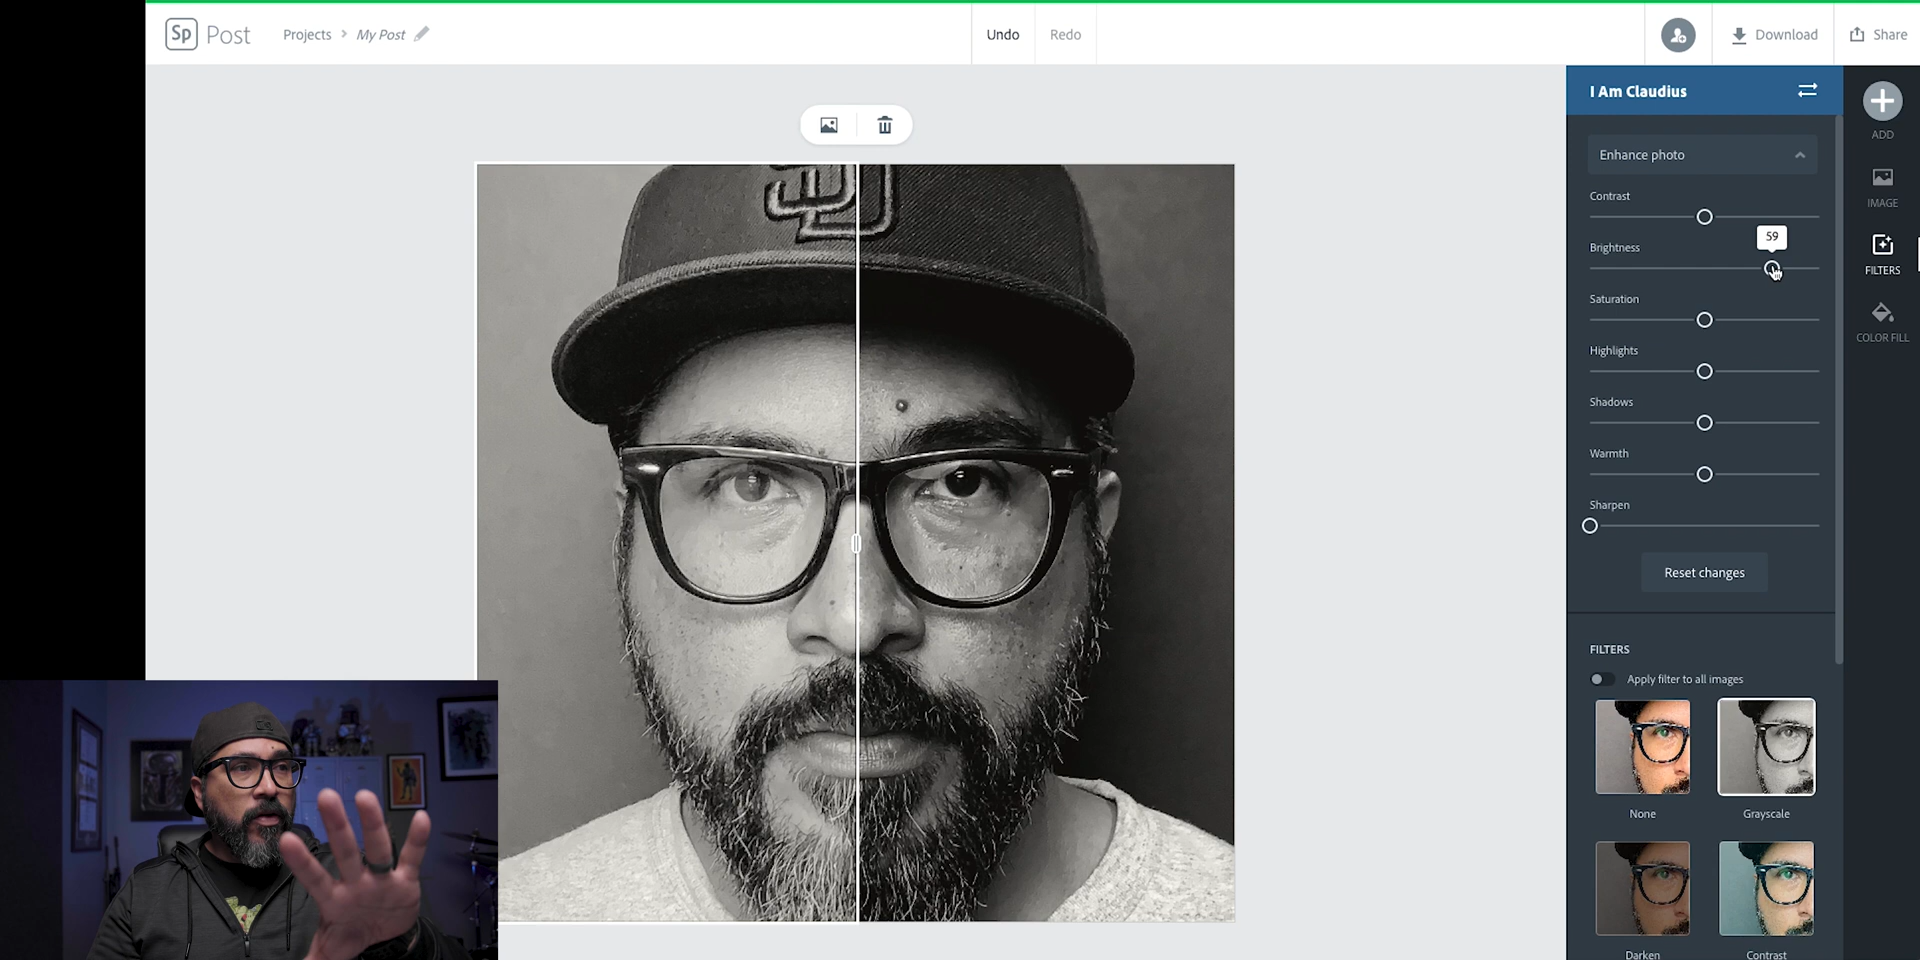 Sp Post Projects > My Post Undo Redo Download Share
I Am Claudius
ADD
Enhance photo
IMAGE
Contrast
59
Brightness
FILTERS
Saturation
COLOR FILL
Highlights
Shadows
Warmth
Sharpen
Reset changes
FILTERS
Apply filter to all images
None Grayscale
Darken Contrast
SD